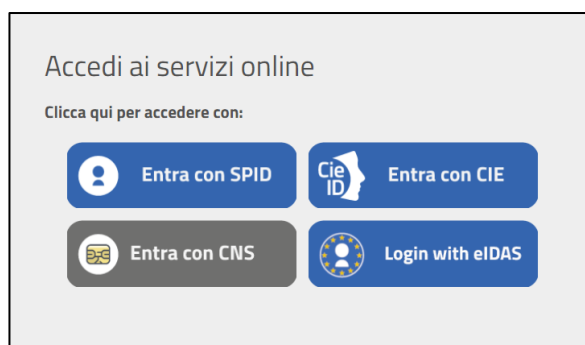 Accedi ai servizi online
Clicca qui per accedere con:
Entra con SPID
Cie
ID
Entra con CIE
Entra con CNS
Login with eIDAS